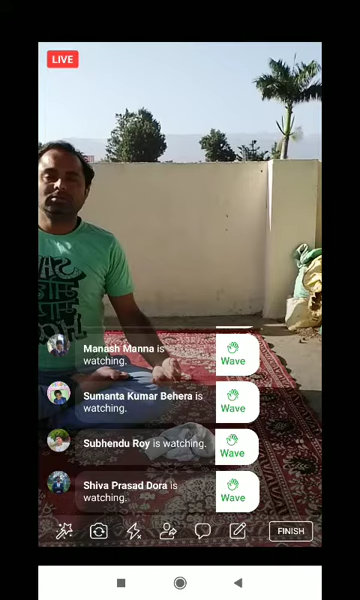 LIVE
Manash Manna is
watching.
Wave
Sumanta Kumar Behera is
watching.
Wave
Subhendu Roy is watching.
Wave
Shiva Prasad Dora is
watching.
Wave
FINISH